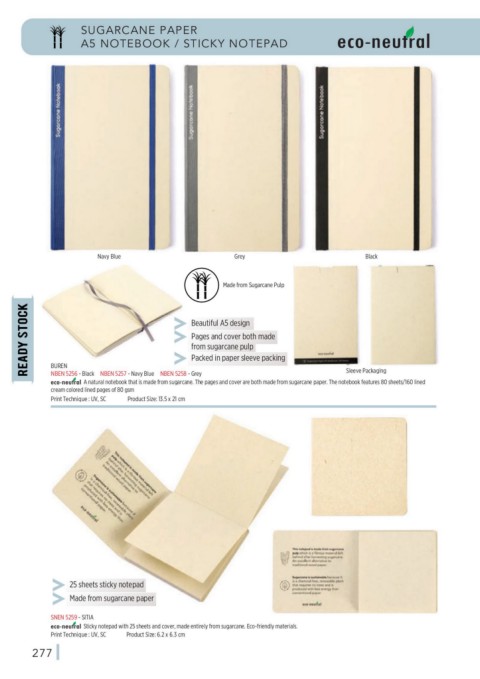 SUGARCANE PAPER
A5 NOTEBOOK / STICKY NOTEPAD
eco-neutral
Sugarcane Notebook
Sugarcane Notebook
Sugarcane Notebook
Navy Blue
Grey
Black
Made from Sugarcane Pulp
Beautiful A5 design
Pages and cover both made
from sugarcane pulp
Packed in paper sleeve packing
READY STOCK
Sleeve Packaging
BUREN
NBEN 5256 - Black NBEN 5257 - Navy Blue NBEN 5258 - Grey
eco-neutral A natural notebook that is made from sugarcane. The pages and cover are both made from sugarcane paper. The notebook features 80 sheets/160 lined
cream colored lined pages of 80 gsm
Print Technique : UV, SC Product Size: 13.5 x 21 cm
eco-neutral
eco-neutral
25 sheets sticky notepad
Made from sugarcane paper
SNEN 5259 - SITIA
eco-neutral Sticky notepad with 25 sheets and cover, made entirely from sugarcane. Eco-friendly materials.
Print Technique : UV, SC Product Size: 6.2 x 6.3 cm
277